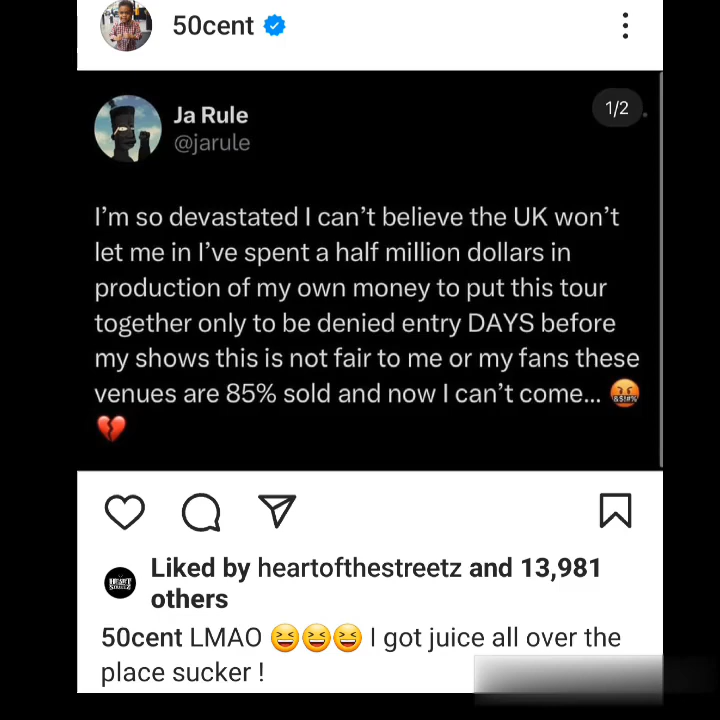 50cent
1/2
Ja Rule
@jarule
I'm so devastated I can't believe the UK won't
let me in I've spent a half million dollars in
production of my own money to put this tour
together only to be denied entry DAYS before
my shows this is not fair to me or my fans these
venues are 85% sold and now I can't come... 🤬
💔
Liked by heartofthestreetz and 13,981
others
50cent LMAO 😆😆😆 I got juice all over the
place sucker !